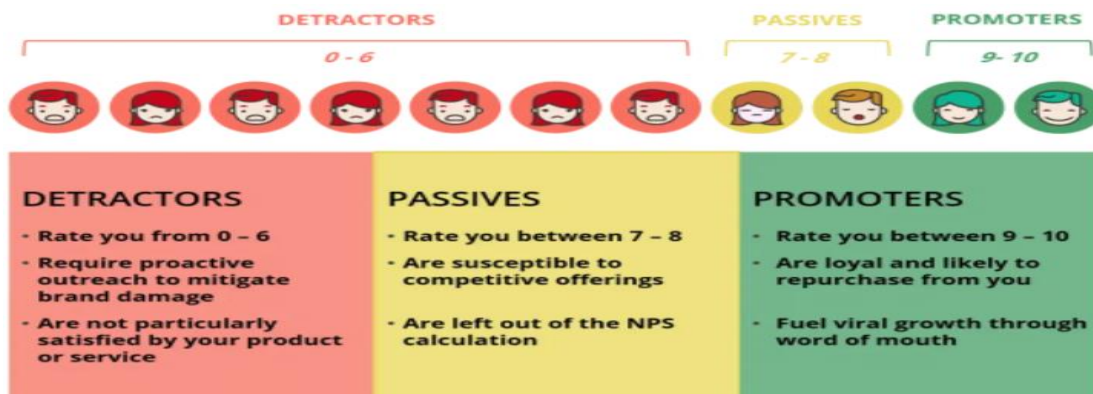 DETRACTORS PASSIVES PROMOTERS
0 - 6 7 - 8 9- 10
DETRACTORS
• Rate you from 0 – 6
• Require proactive
outreach to mitigate
brand damage
• Are not particularly
satisfied by your product
or service
PASSIVES
• Rate you between 7 – 8
• Are susceptible to
competitive offerings
• Are left out of the NPS
calculation
PROMOTERS
• Rate you between 9 – 10
• Are loyal and likely to
repurchase from you
• Fuel viral growth through
word of mouth